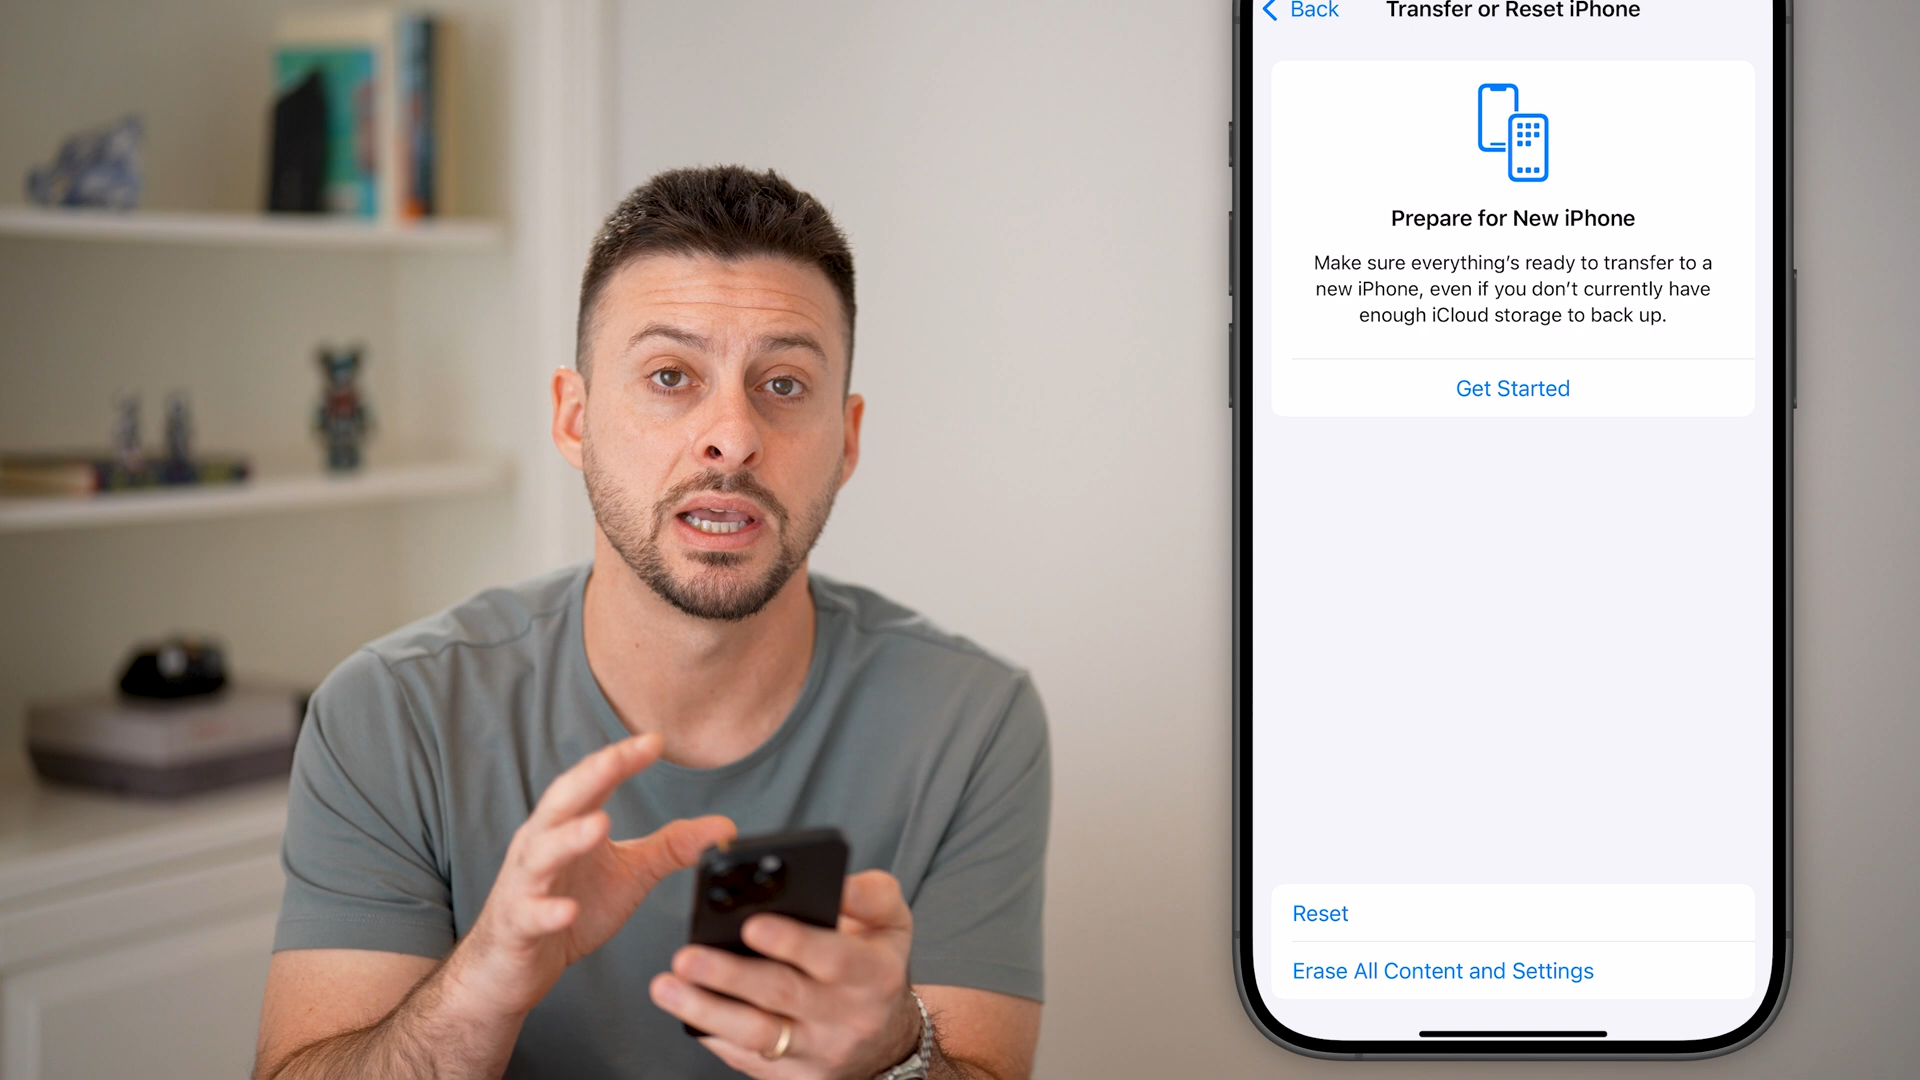 Back
Transfer or Reset iPhone
Prepare for New iPhone
Make sure everything's ready to transfer to a
new iPhone, even if you don't currently have
enough iCloud storage to back up.
Get Started
Reset
Erase All Content and Settings